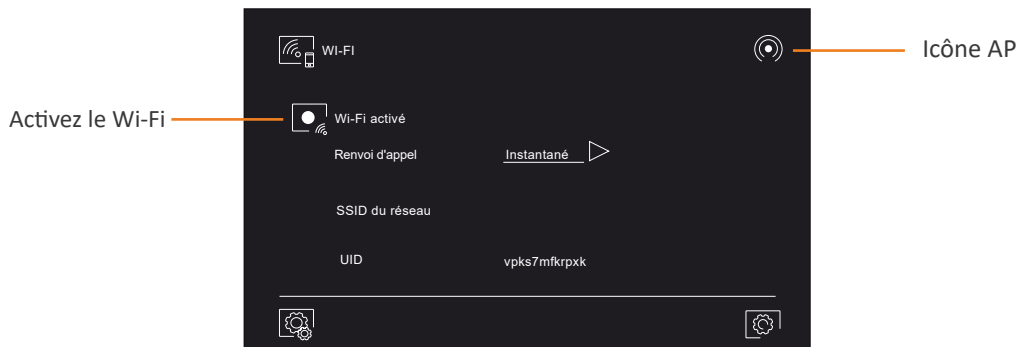 WI-FI
Icône AP
Activez le Wi-Fi
Wi-Fi activé
Renvoi d'appel Instantané
SSID du réseau
UID vpks7mfkrpxk